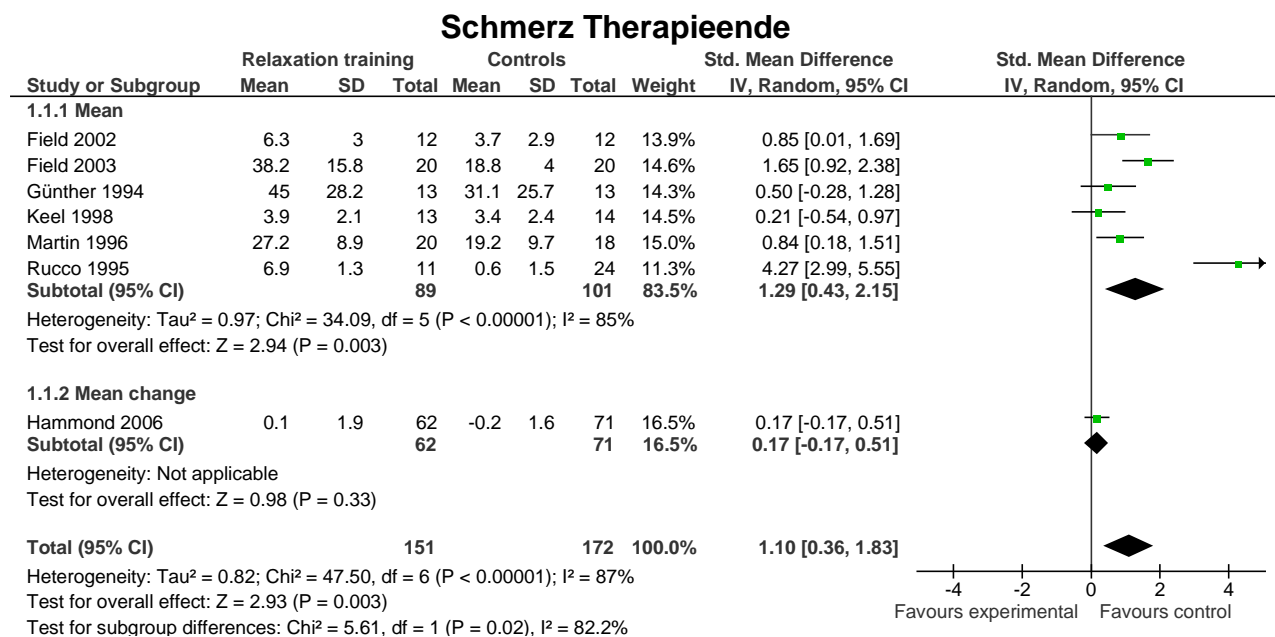 Schmerz Therapieende
Relaxation training Controls Std. Mean Difference Std. Mean Difference
Study or Subgroup Mean SD Total Mean SD Total Weight IV, Random, 95% CI IV, Random, 95% CI
1.1.1 Mean
Field 2002 6.3 3 12 3.7 2.9 12 13.9% 0.85 [0.01, 1.69]
Field 2003 38.2 15.8 20 18.8 4 20 14.6% 1.65 [0.92, 2.38]
Günther 1994 45 28.2 13 31.1 25.7 13 14.3% 0.50 [-0.28, 1.28]
Keel 1998 3.9 2.1 13 3.4 2.4 14 14.5% 0.21 [-0.54, 0.97]
Martin 1996 27.2 8.9 20 19.2 9.7 18 15.0% 0.84 [0.18, 1.51]
Rucco 1995 6.9 1.3 11 0.6 1.5 24 11.3% 4.27 [2.99, 5.55]
Subtotal (95% CI) 89 101 83.5% 1.29 [0.43, 2.15]
Heterogeneity: Tau² = 0.97; Chi² = 34.09, df = 5 (P < 0.00001); I² = 85%
Test for overall effect: Z = 2.94 (P = 0.003)
1.1.2 Mean change
Hammond 2006 0.1 1.9 62 -0.2 1.6 71 16.5% 0.17 [-0.17, 0.51]
Subtotal (95% CI) 62 71 16.5% 0.17 [-0.17, 0.51]
Heterogeneity: Not applicable
Test for overall effect: Z = 0.98 (P = 0.33)
Total (95% CI) 151 172 100.0% 1.10 [0.36, 1.83]
Heterogeneity: Tau² = 0.82; Chi² = 47.50, df = 6 (P < 0.00001); I² = 87%
Test for overall effect: Z = 2.93 (P = 0.003)
Test for subgroup differences: Chi² = 5.61, df = 1 (P = 0.02), I² = 82.2%
-4 -2 0 2 4
Favours experimental Favours control